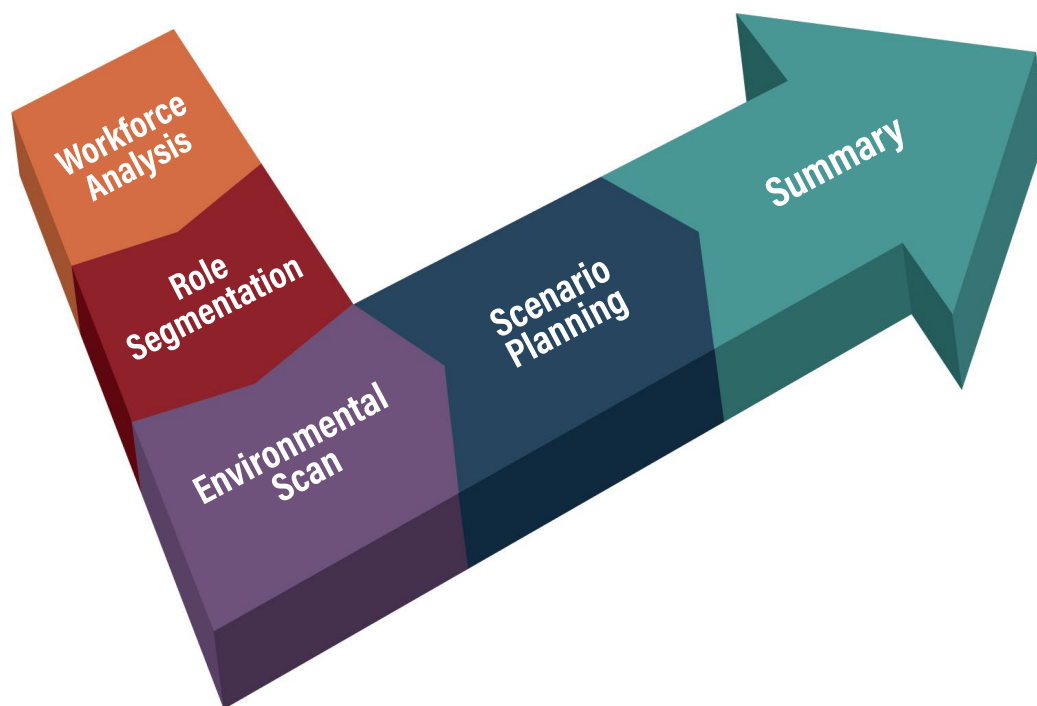 Workforce
Analysis
Role
Segmentation
Environmental
Scan
Scenario
Planning
Summary